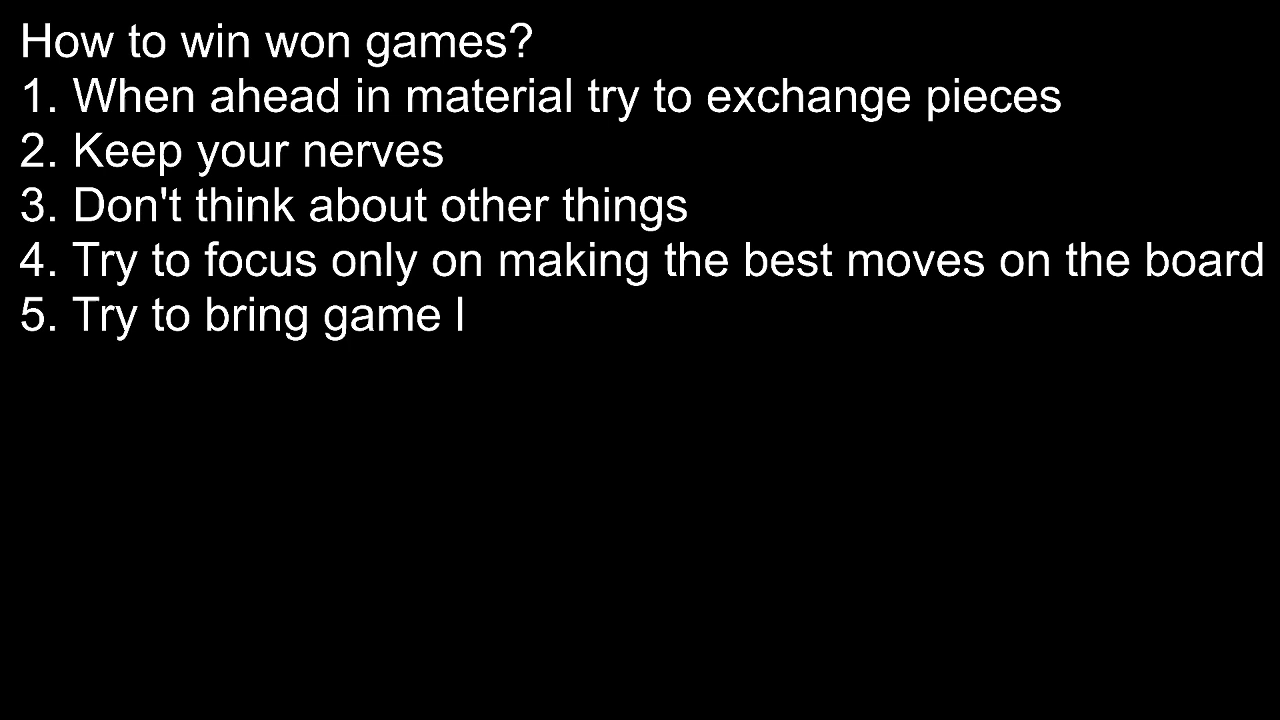 How to win won games?
1. When ahead in material try to exchange pieces
2. Keep your nerves
3. Don't think about other things
4. Try to focus only on making the best moves on the board
5. Try to bring game l